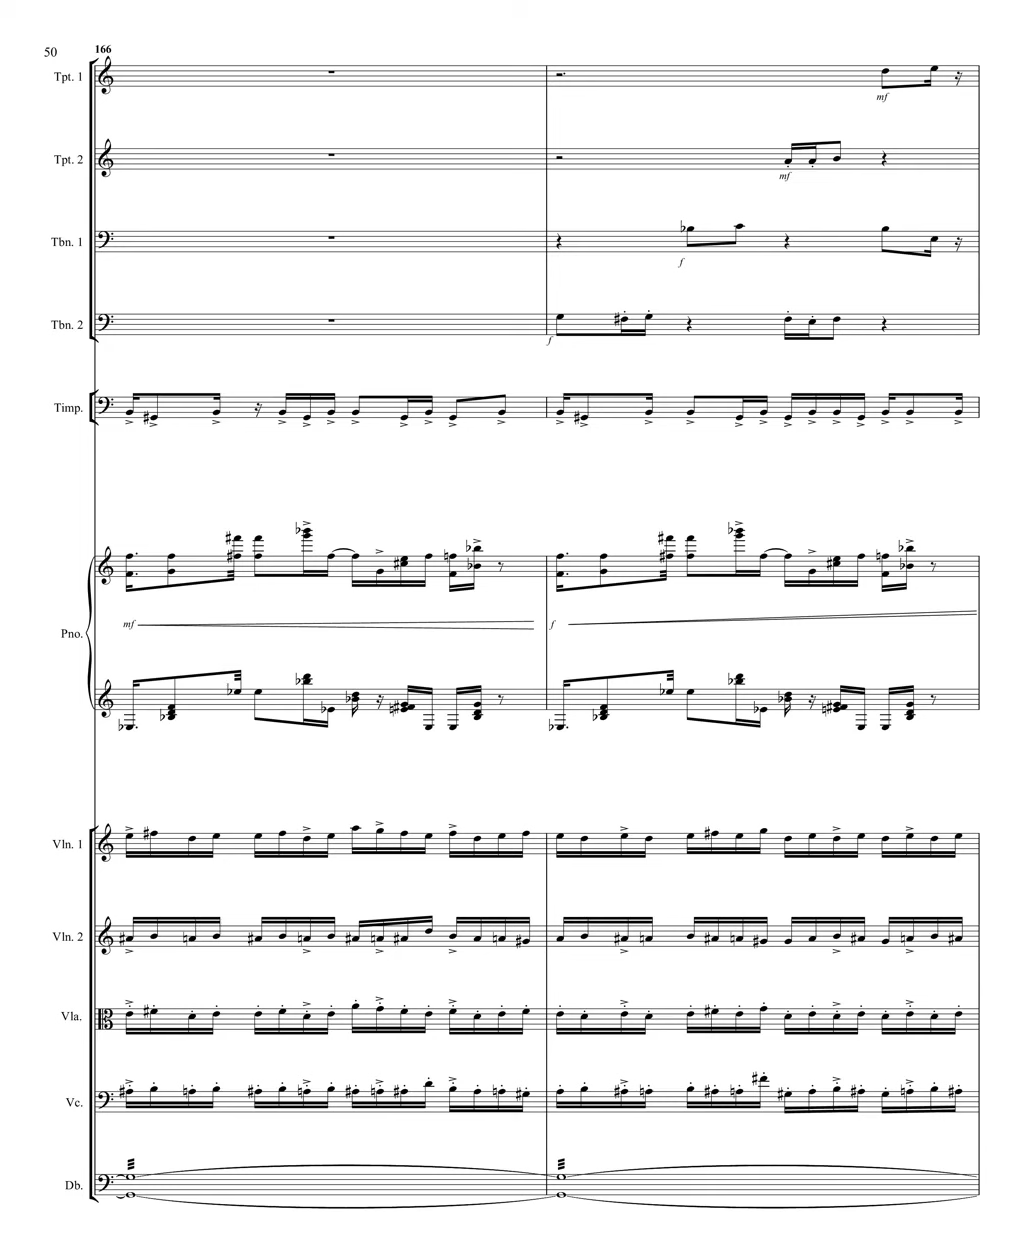 50
166
Tpt. 1
mf
Tpt. 2
mf
Tbn. 1
f
Tbn. 2
f
Timp.
Pno.
mf
f
Vln. 1
Vln. 2
Vla.
Vc.
Db.